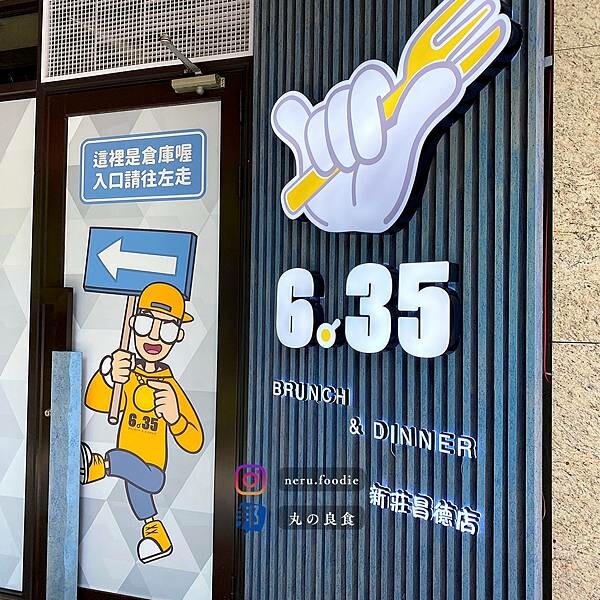 這裡是倉庫喔
入口請往左走
6.35
6.35
BRUNCH
& DINNER
新莊昌德店
neru.foodie
丸の良食